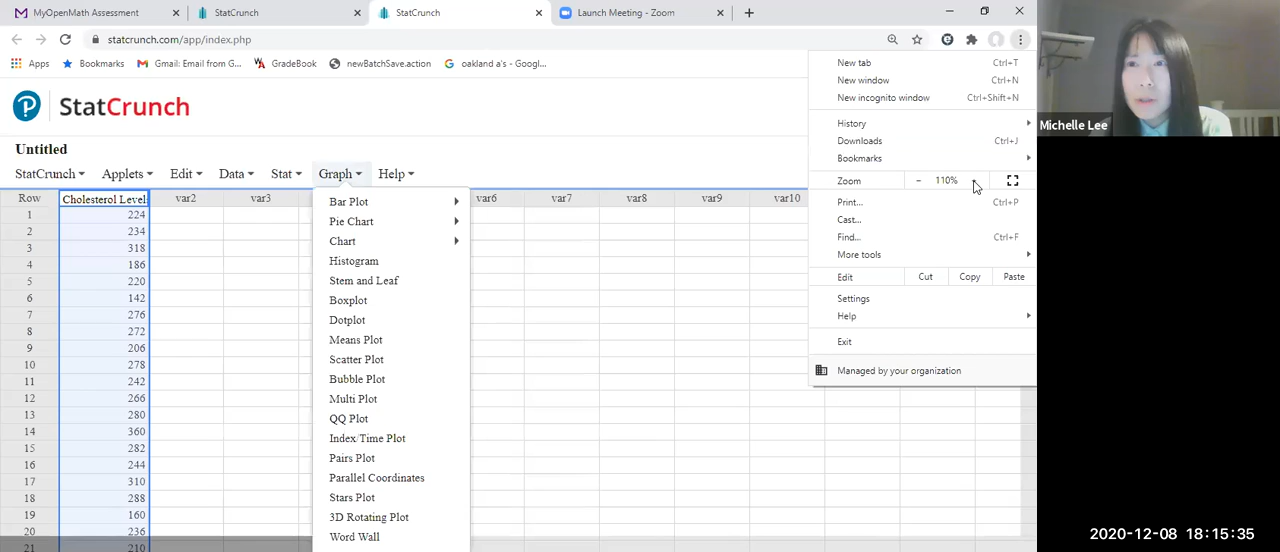 MyOpenMath Assessment × StatCrunch × StatCrunch × Launch Meeting - Zoom × +
statcrunch.com/app/index.php
Apps Bookmarks Gmail: Email from G... GradeBook newBatchSave.action oakland a's - Googl...
StatCrunch
Untitled
StatCrunch Applets Edit Data Stat Graph Help
Row Cholesterol Level var2 var3 var6 var7 var8 var9 var10
1 224
2 234
3 318
4 186
5 220
6 142
7 276
8 272
9 206
10 278
11 242
12 266
13 280
14 360
15 282
16 244
17 310
18 288
19 160
20 236
21 210
Bar Plot
Pie Chart
Chart
Histogram
Stem and Leaf
Boxplot
Dotplot
Means Plot
Scatter Plot
Bubble Plot
Multi Plot
QQ Plot
Index/Time Plot
Pairs Plot
Parallel Coordinates
Stars Plot
3D Rotating Plot
Word Wall
New tab Ctrl+T
New window Ctrl+N
New incognito window Ctrl+Shift+N
History
Downloads Ctrl+J
Bookmarks
Zoom - 110%
Print... Ctrl+P
Cast...
Find... Ctrl+F
More tools
Edit Cut Copy Paste
Settings
Help
Exit
Managed by your organization
Michelle Lee
2020-12-08 18:15:35